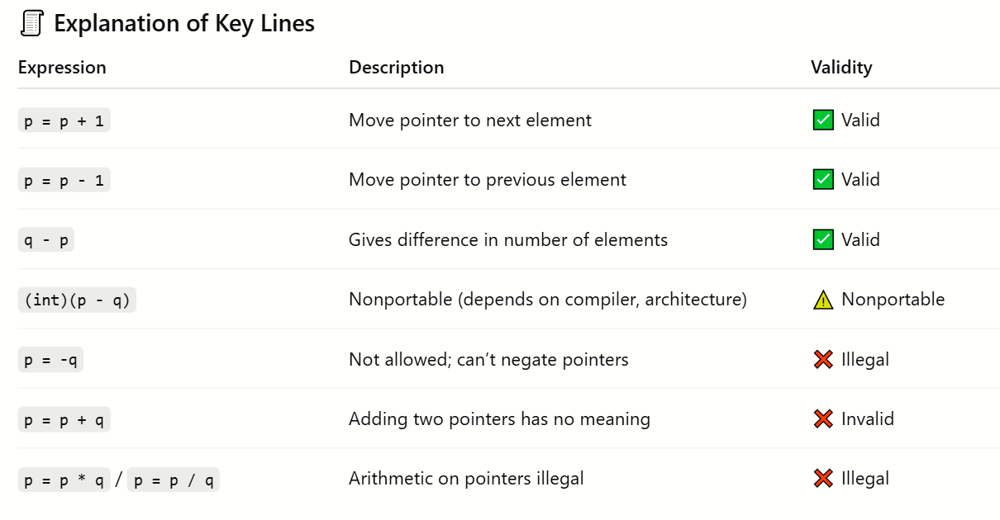 Explanation of Key Lines
Expression Description Validity
p = p + 1 Move pointer to next element Valid
p = p - 1 Move pointer to previous element Valid
q - p Gives difference in number of elements Valid
(int)(p - q) Nonportable (depends on compiler, architecture) Nonportable
p = -q Not allowed; can’t negate pointers Illegal
p = p + q Adding two pointers has no meaning Invalid
p = p * q / p = p / q Arithmetic on pointers illegal Illegal